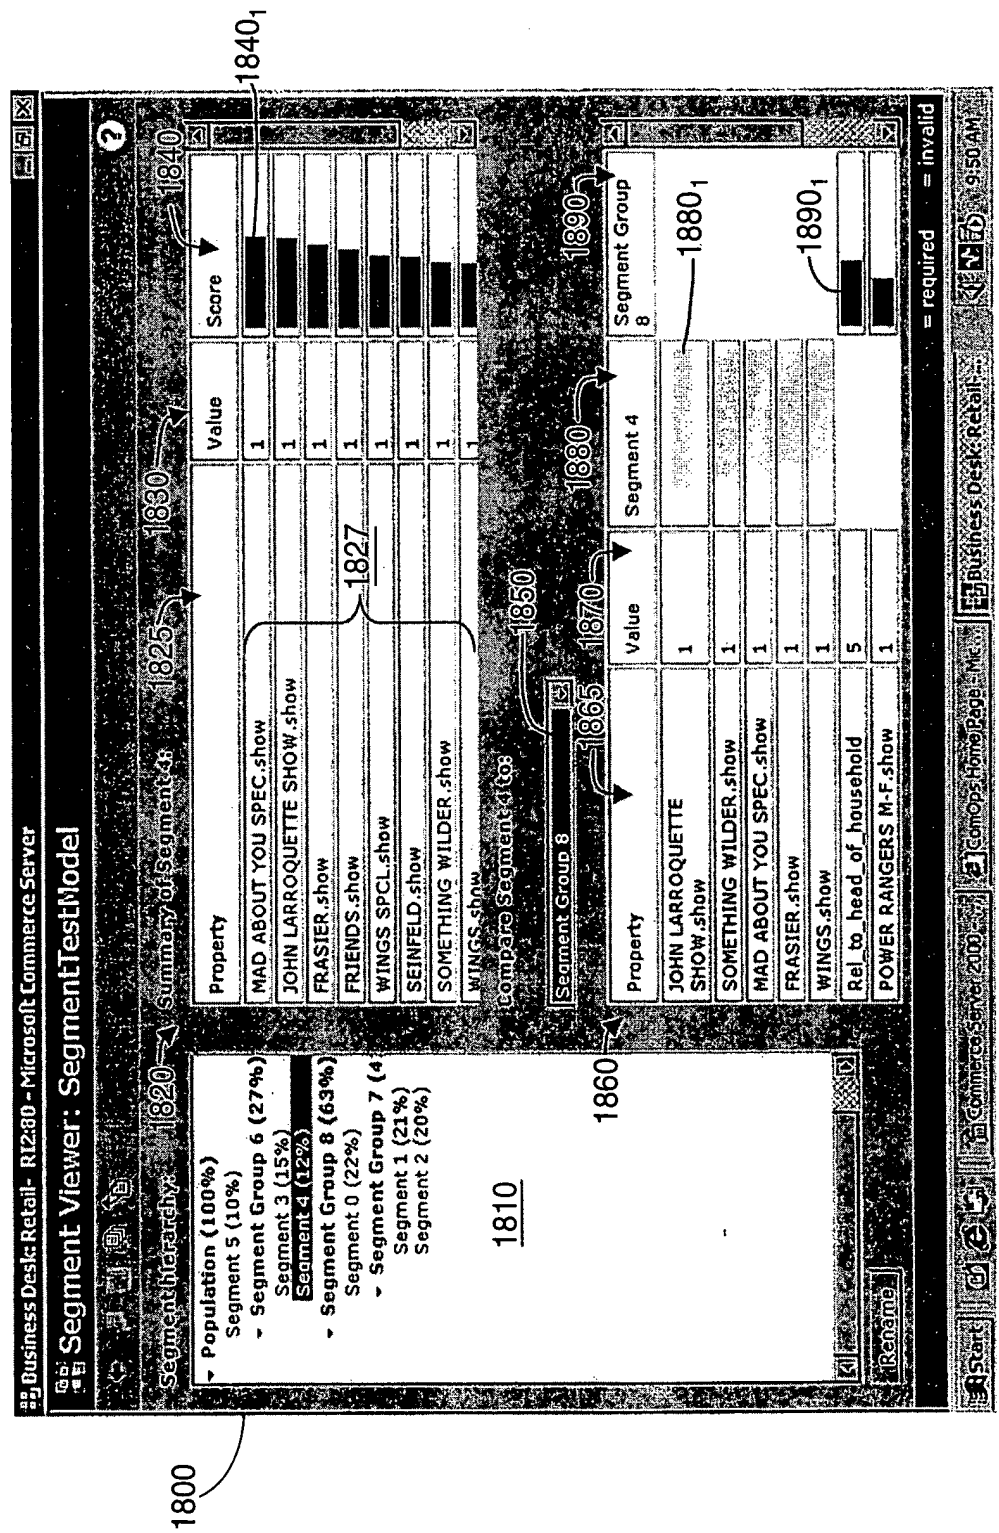 Business Desk: Retail - RI2:80 - Microsoft Commerce Server
Segment Viewer: SegmentTestModel
?
Segment hierarchy:
1820
Summary of Segment 4:
1825
1830
1840
1840₁
Population (100%)
Segment 5 (10%)
Segment Group 6 (27%)
Segment 3 (15%)
Segment 4 (12%)
Segment Group 8 (63%)
Segment 0 (22%)
Segment Group 7 (4
Segment 1 (21%)
Segment 2 (20%)
1810
Property Value Score
MAD ABOUT YOU SPEC.show 1
JOHN LARROQUETTE SHOW.show 1
FRASIER.show 1
FRIENDS.show 1
WINGS SPCL.show 1
SEINFELD.show 1
SOMETHING WILDER.show 1
WINGS.show 1
1827
Compare Segment 4 to:
1850
Segment Group 8
1860
1865
1870
1880
1890
Property Value Segment 4 Segment Group 8
JOHN LARROQUETTE SHOW.show 1
SOMETHING WILDER.show 1
MAD ABOUT YOU SPEC.show 1
FRASIER.show 1
WINGS.show 1
Rel_to_head_of_household 5
POWER RANGERS M-F.show 1
1880₁
1890₁
Rename
= required = invalid
Start
Commerce Server 2000 -
ComOps Home Page - Mic...
Business Desk: Retail -...
9:50 AM
1800